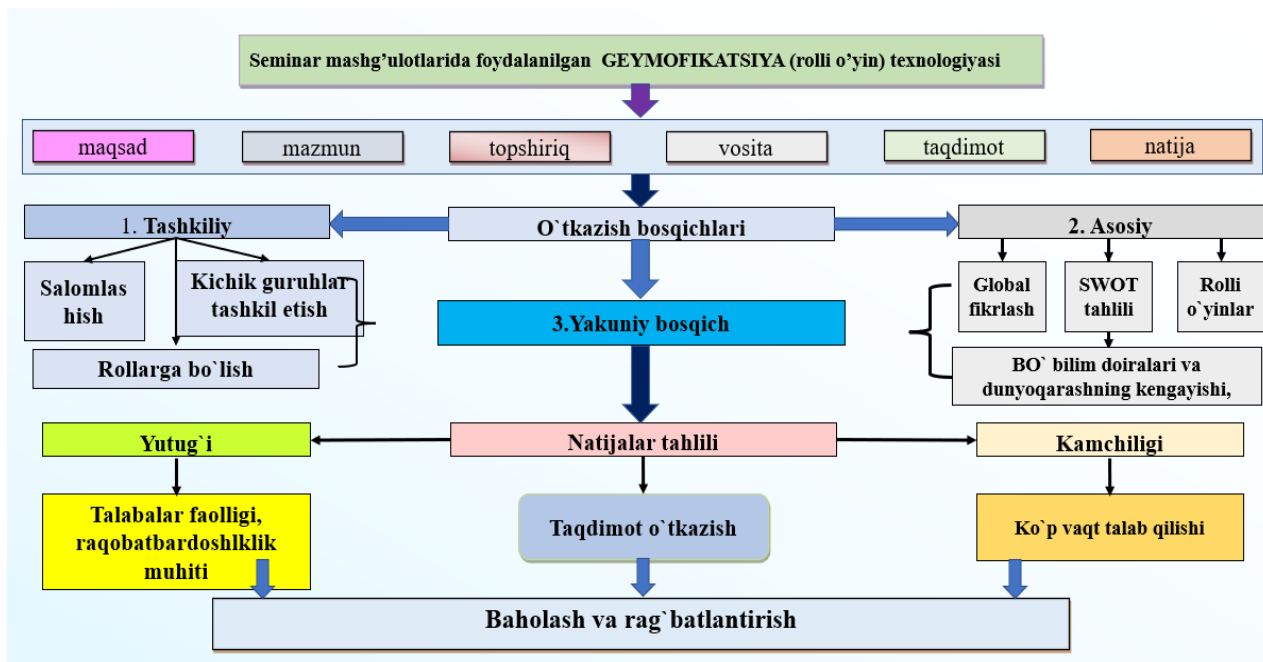 Seminar mashg’ulotlarida foydalanilgan GEYMOFIKATSIYA (rolli o’yin) texnologiyasi
maqsad
mazmun
topshiriq
vosita
taqdimot
natija
1. Tashkiliy
O`tkazish bosqichlari
2. Asosiy
Salomlas
hish
Kichik guruhlar
tashkil etish
Rollarga bo`lish
3.Yakuniy bosqich
Global
fikrlash
SWOT
tahlili
Rolli
o`yinlar
BO` bilim doiralari va
dunyoqarashning kengayishi,
Yutug`i
Natijalar tahlili
Kamchiligi
Talabalar faolligi,
raqobatbardoshlklik
muhiti
Taqdimot o`tkazish
Ko`p vaqt talab qilishi
Baholash va rag`batlantirish